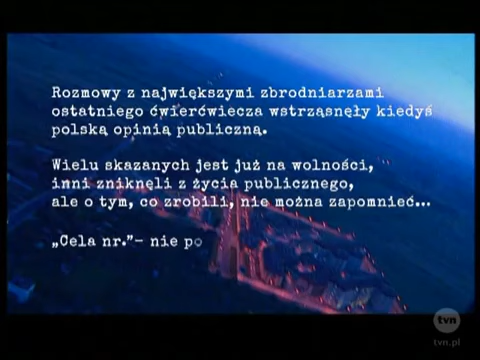 Rozmowy z największymi zbrodniarzami
ostatniego ćwierćwiecza wstrząsnęły kiedyś
polską opinią publiczną.
Wielu skazanych jest już na wolności,
inni zniknęli z życia publicznego,
ale o tym, co zrobili, nie można zapomnieć...
„Cela nr.”- nie po
tvn
tvn.pl